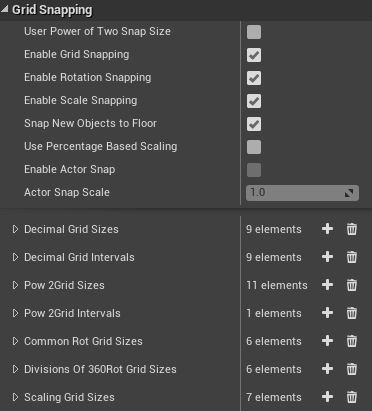 Grid Snapping
User Power of Two Snap Size
Enable Grid Snapping
Enable Rotation Snapping
Enable Scale Snapping
Snap New Objects to Floor
Use Percentage Based Scaling
Enable Actor Snap
Actor Snap Scale 1.0
Decimal Grid Sizes 9 elements
Decimal Grid Intervals 9 elements
Pow 2Grid Sizes 11 elements
Pow 2Grid Intervals 1 elements
Common Rot Grid Sizes 6 elements
Divisions Of 360Rot Grid Sizes 6 elements
Scaling Grid Sizes 7 elements